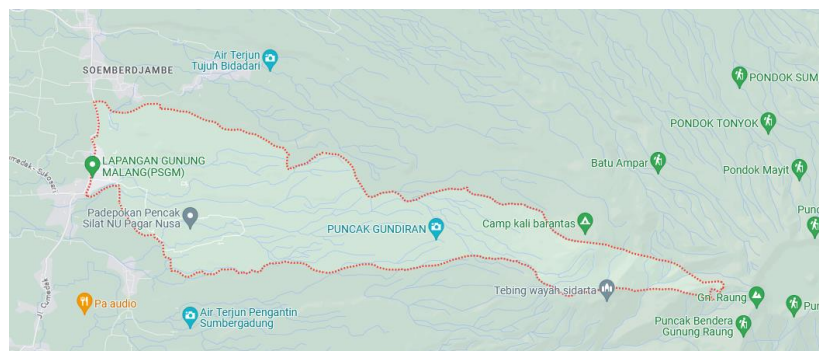 Air Terjun
Tujuh Bidadari
SOEMBERDJAMBE
PONDOK SUM
PONDOK TONYOK
LAPANGAN GUNUNG
MALANG(PSGM)
Batu Ampar
Pondok Mayit
Padepokan Pencak
Silat NU Pagar Nusa
PUNCAK GUNDIRAN
Camp kali barantas
Punc
Tebing wayah sidarta
Gn. Raung
Pun
Pa audio
Air Terjun Pengantin
Sumbergadung
Puncak Bendera
Gunung Raung